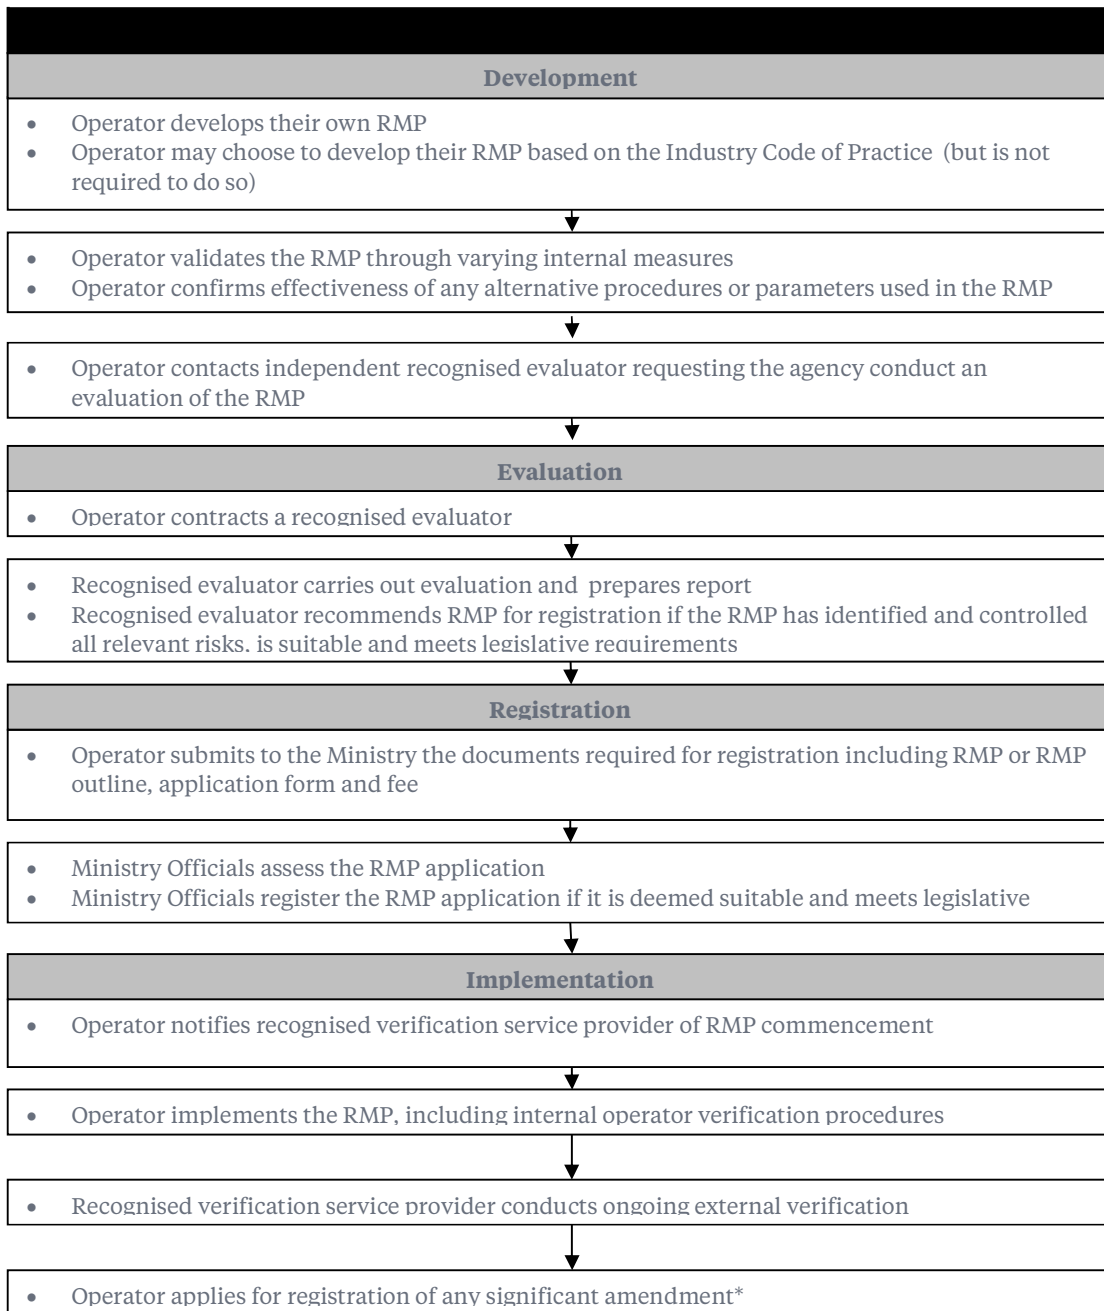 Development
• Operator develops their own RMP
• Operator may choose to develop their RMP based on the Industry Code of Practice (but is not
required to do so)
• Operator validates the RMP through varying internal measures
• Operator confirms effectiveness of any alternative procedures or parameters used in the RMP
• Operator contacts independent recognised evaluator requesting the agency conduct an
evaluation of the RMP
Evaluation
• Operator contracts a recognised evaluator
• Recognised evaluator carries out evaluation and prepares report
• Recognised evaluator recommends RMP for registration if the RMP has identified and controlled
all relevant risks, is suitable and meets legislative requirements
Registration
• Operator submits to the Ministry the documents required for registration including RMP or RMP
outline, application form and fee
• Ministry Officials assess the RMP application
• Ministry Officials register the RMP application if it is deemed suitable and meets legislative
Implementation
• Operator notifies recognised verification service provider of RMP commencement
• Operator implements the RMP, including internal operator verification procedures
• Recognised verification service provider conducts ongoing external verification
• Operator applies for registration of any significant amendment*